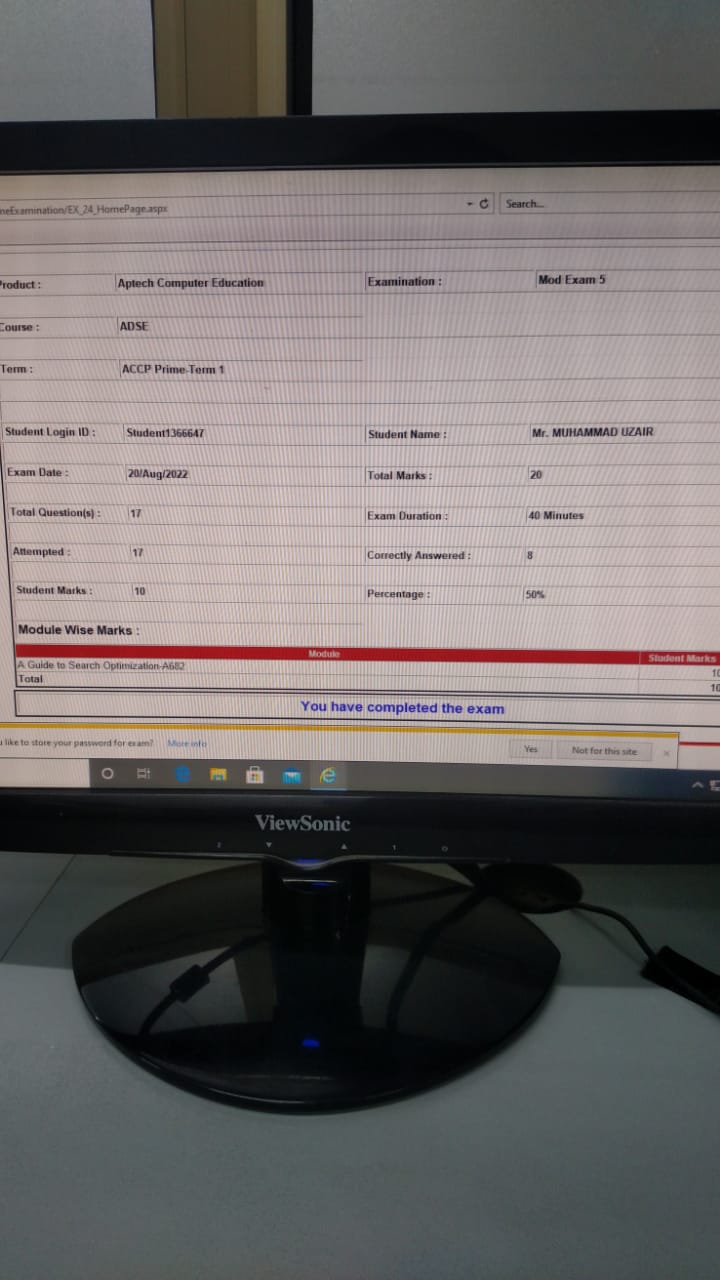 neExamination/EX_24_HomePage.aspx Search...
Product : Aptech Computer Education Examination : Mod Exam 5
Course : ADSE
Term : ACCP Prime-Term 1
Student Login ID : Student1366647 Student Name : Mr. MUHAMMAD UZAIR
Exam Date : 20/Aug/2022 Total Marks : 20
Total Question(s) : 17 Exam Duration : 40 Minutes
Attempted : 17 Correctly Answered : 8
Student Marks : 10 Percentage : 50%
Module Wise Marks :
Module Student Marks
A Guide to Search Optimization-A682 10
Total 10
You have completed the exam
u like to store your password for exam? More info Yes Not for this site ×
ViewSonic
2 ▼ ▲ 1